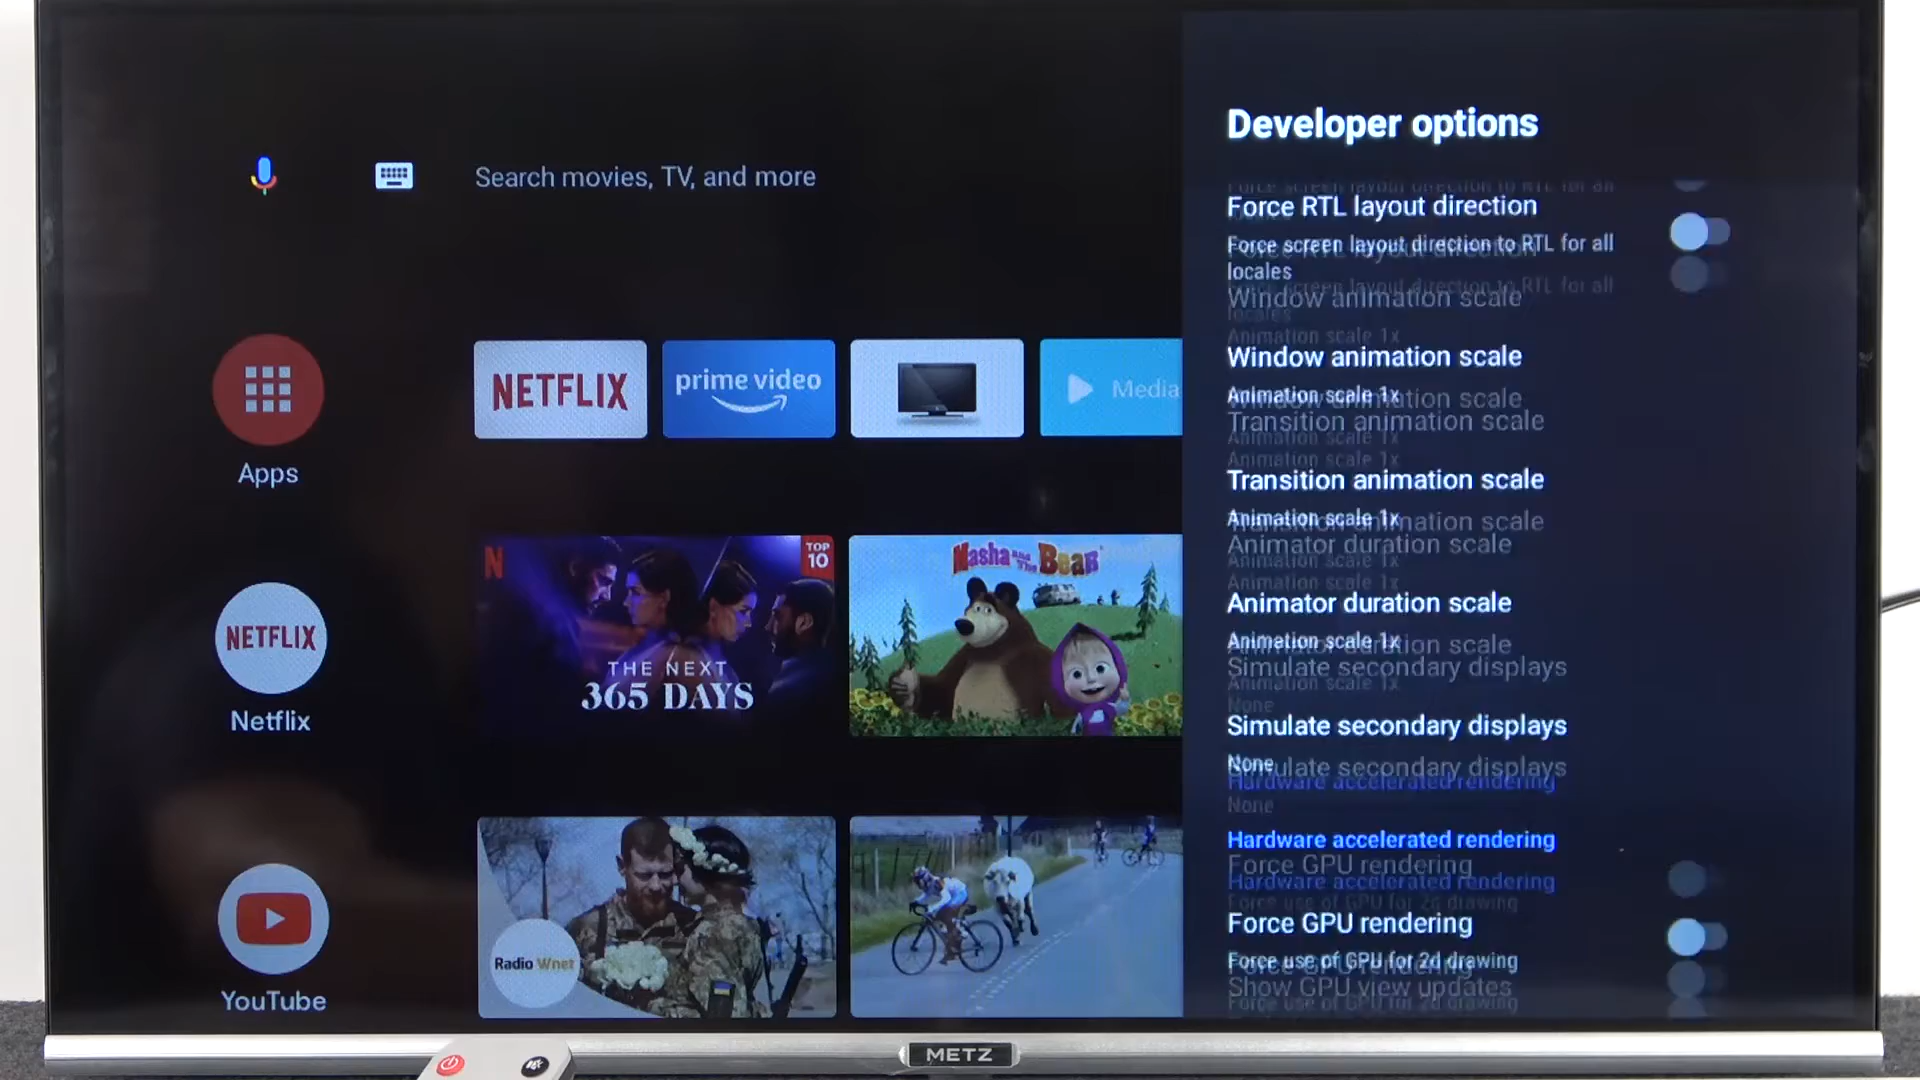 Search movies, TV, and more
Apps
Netflix
YouTube
NETFLIX
NETFLIX
prime video
Media
N
TOP
10
THE NEXT
365 DAYS
Masha and The Bear
Radio Wnet
Developer options
Force RTL layout direction
Force screen layout direction to RTL for all
locales
Window animation scale
Animation scale 1x
Transition animation scale
Animation scale 1x
Animator duration scale
Animation scale 1x
Simulate secondary displays
None
Hardware accelerated rendering
Force GPU rendering
Force use of GPU for 2d drawing
Show GPU view updates
METZ